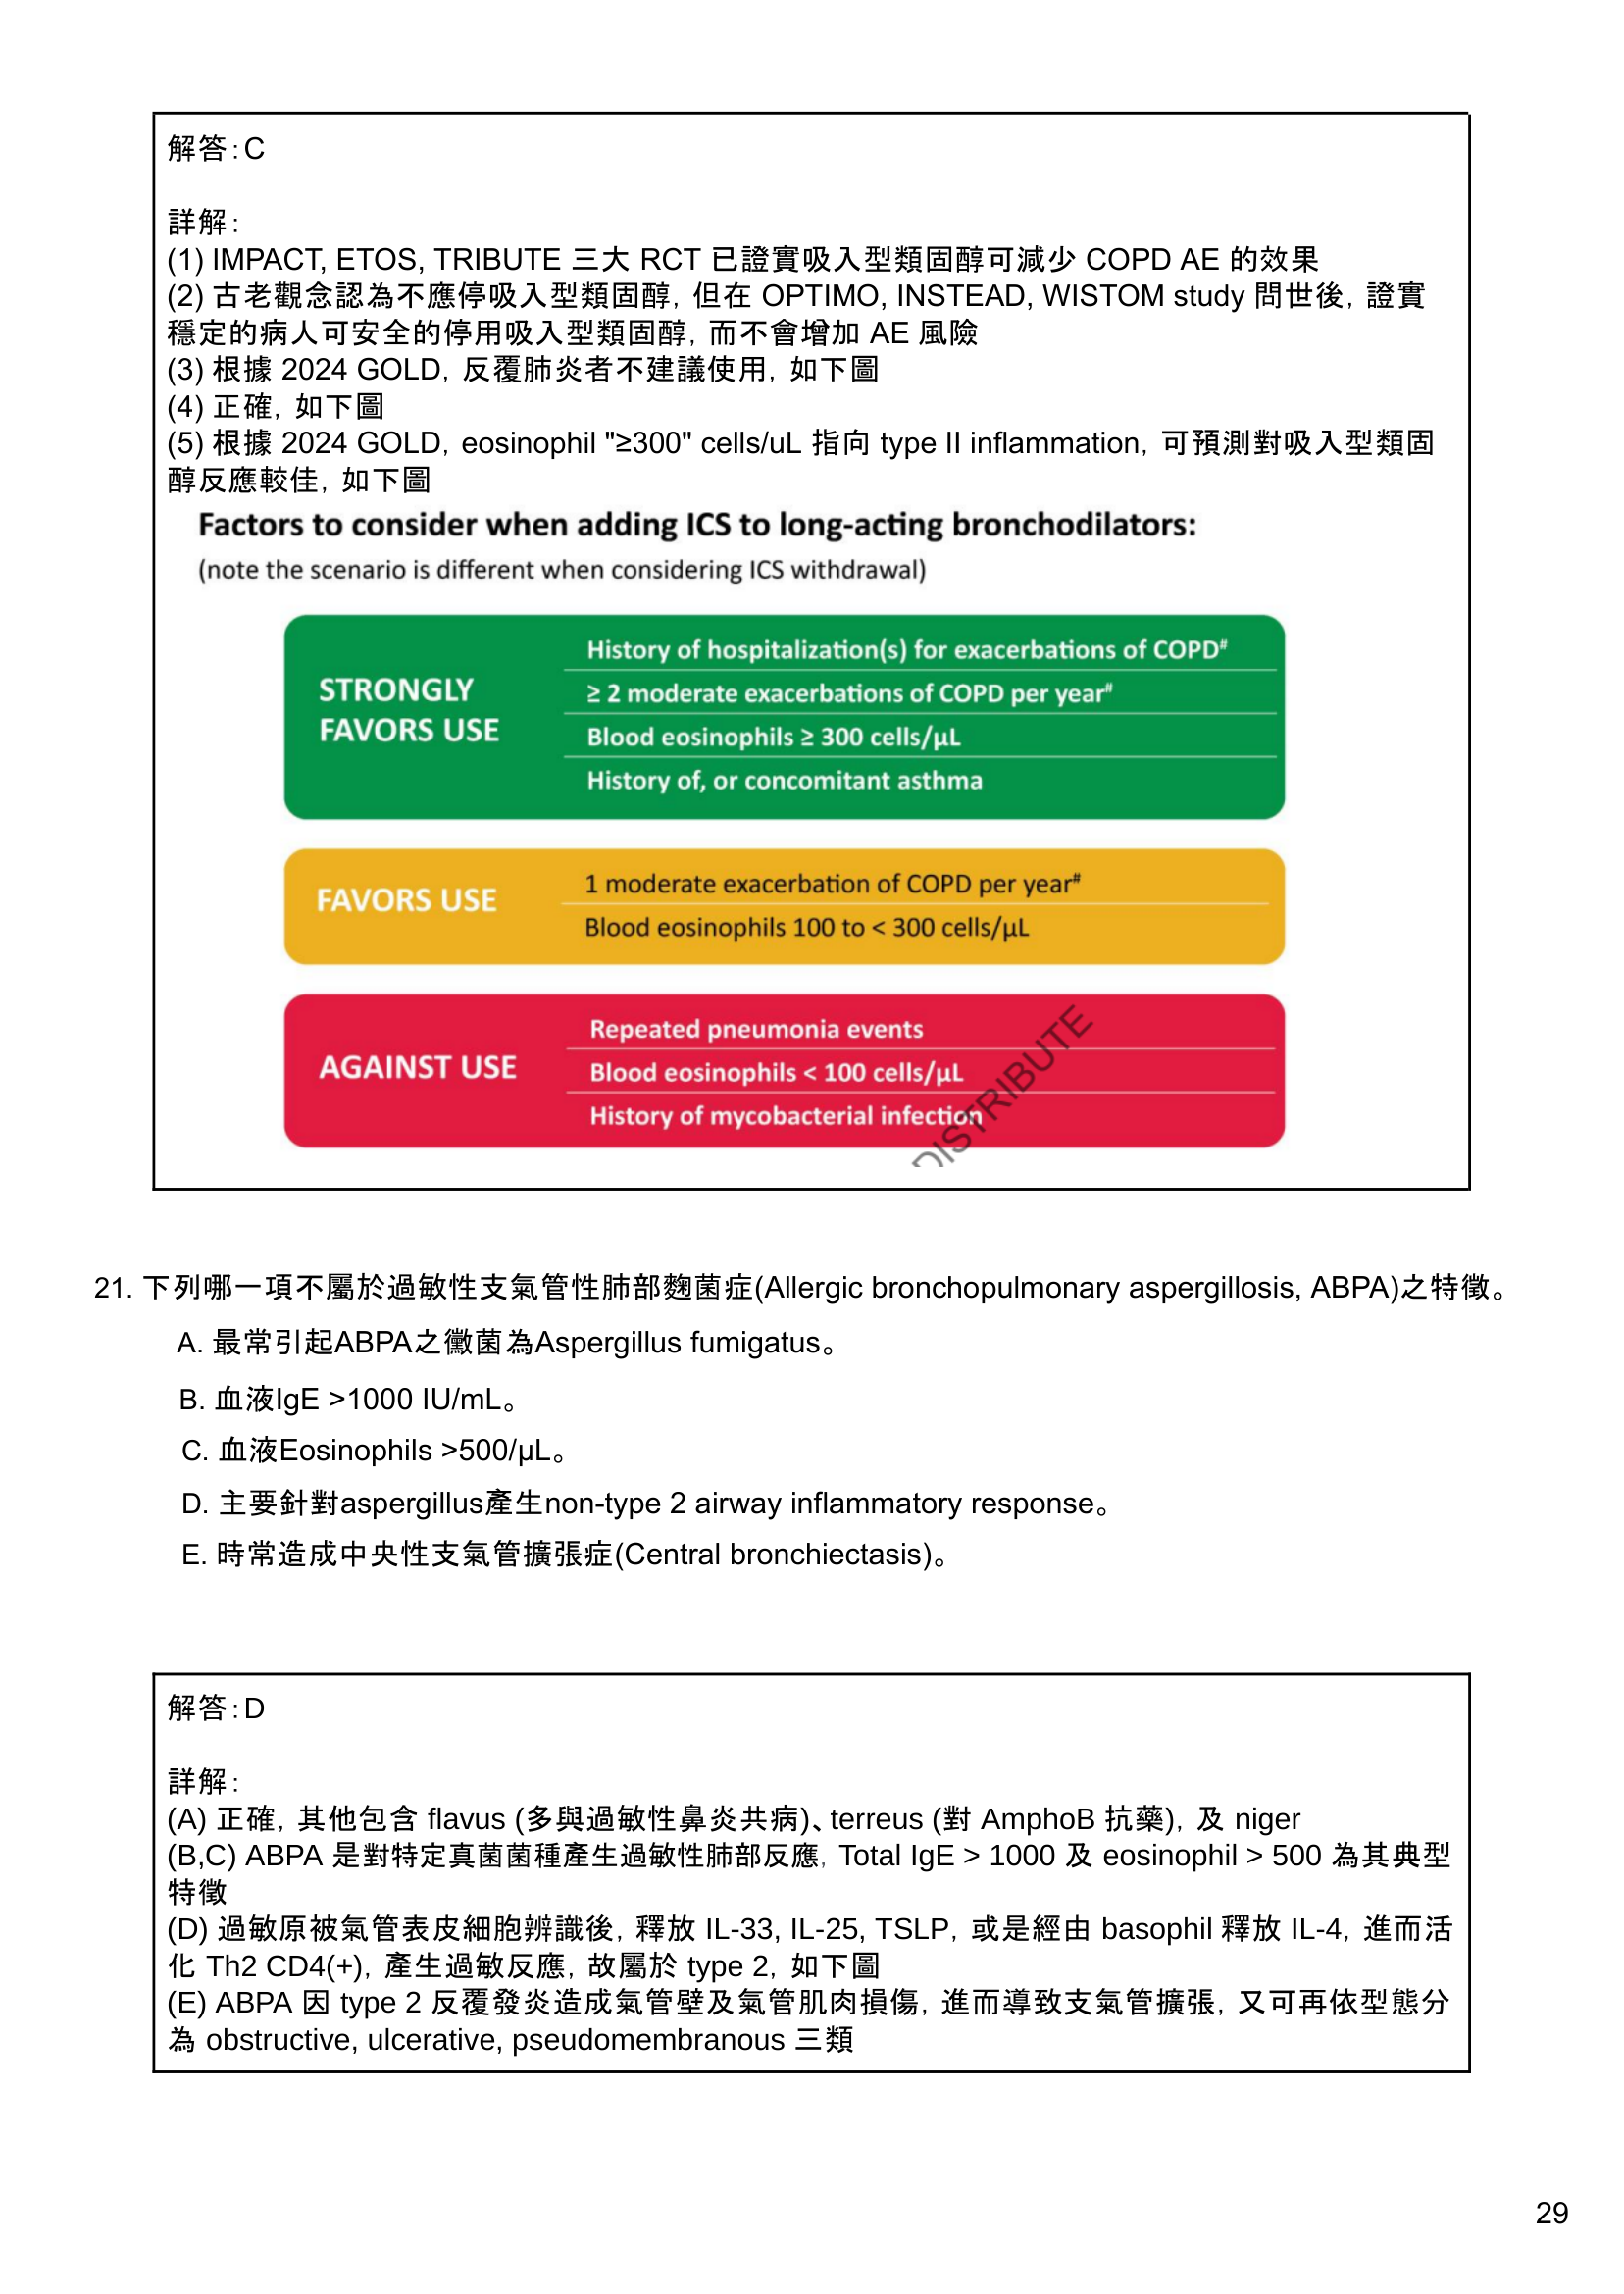 解答：C
詳解：
(1) IMPACT, ETOS, TRIBUTE 三大 RCT 已證實吸入型類固醇可減少 COPD AE 的效果
(2) 古老觀念認為不應停吸入型類固醇，但在 OPTIMO, INSTEAD, WISTOM study 問世後，證實
穩定的病人可安全的停用吸入型類固醇，而不會增加 AE 風險
(3) 根據 2024 GOLD，反覆肺炎者不建議使用，如下圖
(4) 正確，如下圖
(5) 根據 2024 GOLD，eosinophil "≥300" cells/uL 指向 type II inflammation，可預測對吸入型類固
醇反應較佳，如下圖
Factors to consider when adding ICS to long-acting bronchodilators:
(note the scenario is different when considering ICS withdrawal)
STRONGLY
FAVORS USE
History of hospitalization(s) for exacerbations of COPD#
≥ 2 moderate exacerbations of COPD per year#
Blood eosinophils ≥ 300 cells/µL
History of, or concomitant asthma
FAVORS USE
1 moderate exacerbation of COPD per year#
Blood eosinophils 100 to < 300 cells/µL
AGAINST USE
Repeated pneumonia events
Blood eosinophils < 100 cells/µL
History of mycobacterial infection
DISTRIBUTE
21. 下列哪一項不屬於過敏性支氣管性肺部麴菌症(Allergic bronchopulmonary aspergillosis, ABPA)之特徵。
A. 最常引起ABPA之黴菌為Aspergillus fumigatus。
B. 血液IgE >1000 IU/mL。
C. 血液Eosinophils >500/µL。
D. 主要針對aspergillus產生non-type 2 airway inflammatory response。
E. 時常造成中央性支氣管擴張症(Central bronchiectasis)。
解答：D
詳解：
(A) 正確，其他包含 flavus (多與過敏性鼻炎共病)、terreus (對 AmphoB 抗藥)，及 niger
(B,C) ABPA 是對特定真菌菌種產生過敏性肺部反應，Total IgE > 1000 及 eosinophil > 500 為其典型
特徵
(D) 過敏原被氣管表皮細胞辨識後，釋放 IL-33, IL-25, TSLP，或是經由 basophil 釋放 IL-4，進而活
化 Th2 CD4(+)，產生過敏反應，故屬於 type 2，如下圖
(E) ABPA 因 type 2 反覆發炎造成氣管壁及氣管肌肉損傷，進而導致支氣管擴張，又可再依型態分
為 obstructive, ulcerative, pseudomembranous 三類
29